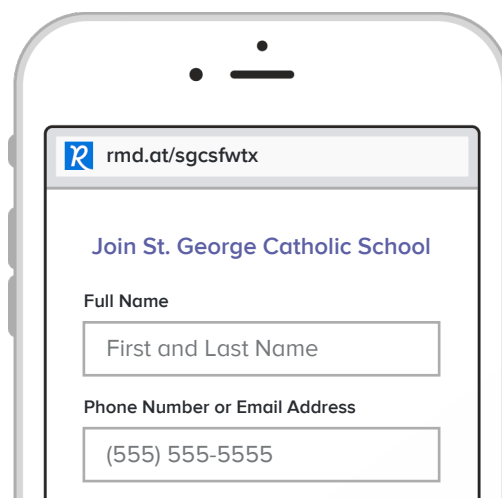 R rmd.at/sgcsfwtx
Join St. George Catholic School
Full Name
First and Last Name
Phone Number or Email Address
(555) 555-5555